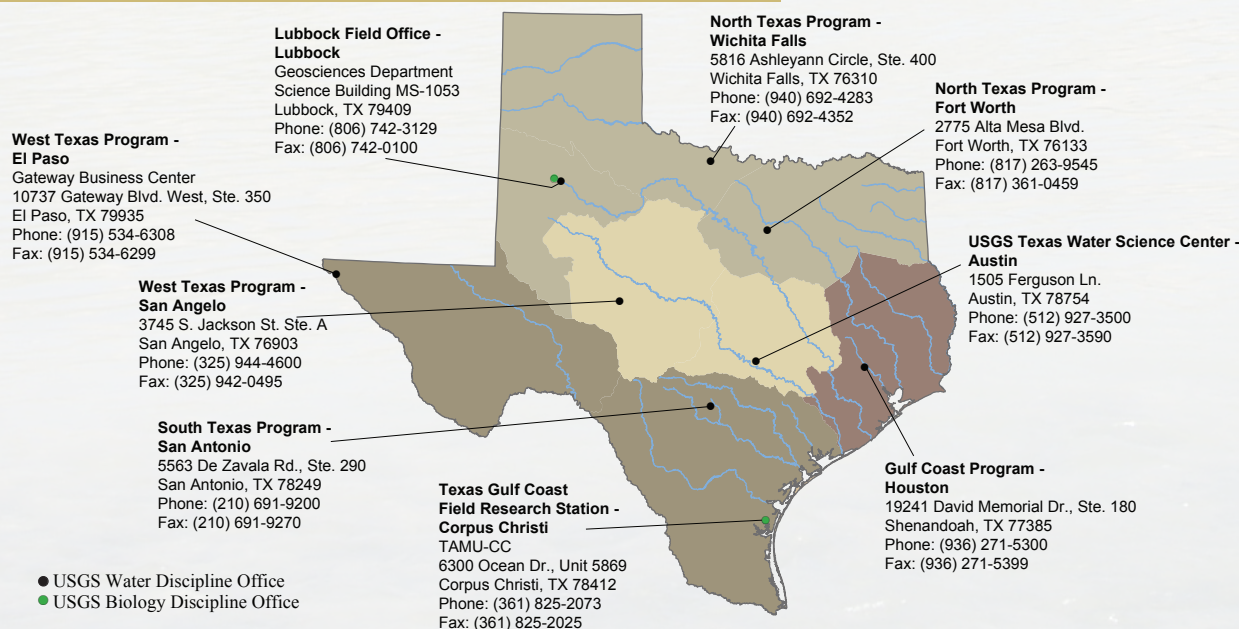 Lubbock Field Office -
Lubbock
Geosciences Department
Science Building MS-1053
Lubbock, TX 79409
Phone: (806) 742-3129
Fax: (806) 742-0100
North Texas Program -
Wichita Falls
5816 Ashleyann Circle, Ste. 400
Wichita Falls, TX 76310
Phone: (940) 692-4283
Fax: (940) 692-4352
North Texas Program -
Fort Worth
2775 Alta Mesa Blvd.
Fort Worth, TX 76133
Phone: (817) 263-9545
Fax: (817) 361-0459
West Texas Program -
El Paso
Gateway Business Center
10737 Gateway Blvd. West, Ste. 350
El Paso, TX 79935
Phone: (915) 534-6308
Fax: (915) 534-6299
USGS Texas Water Science Center -
Austin
1505 Ferguson Ln.
Austin, TX 78754
Phone: (512) 927-3500
Fax: (512) 927-3590
West Texas Program -
San Angelo
3745 S. Jackson St. Ste. A
San Angelo, TX 76903
Phone: (325) 944-4600
Fax: (325) 942-0495
South Texas Program -
San Antonio
5563 De Zavala Rd., Ste. 290
San Antonio, TX 78249
Phone: (210) 691-9200
Fax: (210) 691-9270
Texas Gulf Coast
Field Research Station -
Corpus Christi
TAMU-CC
6300 Ocean Dr., Unit 5869
Corpus Christi, TX 78412
Phone: (361) 825-2073
Fax: (361) 825-2025
Gulf Coast Program -
Houston
19241 David Memorial Dr., Ste. 180
Shenandoah, TX 77385
Phone: (936) 271-5300
Fax: (936) 271-5399
USGS Water Discipline Office
USGS Biology Discipline Office